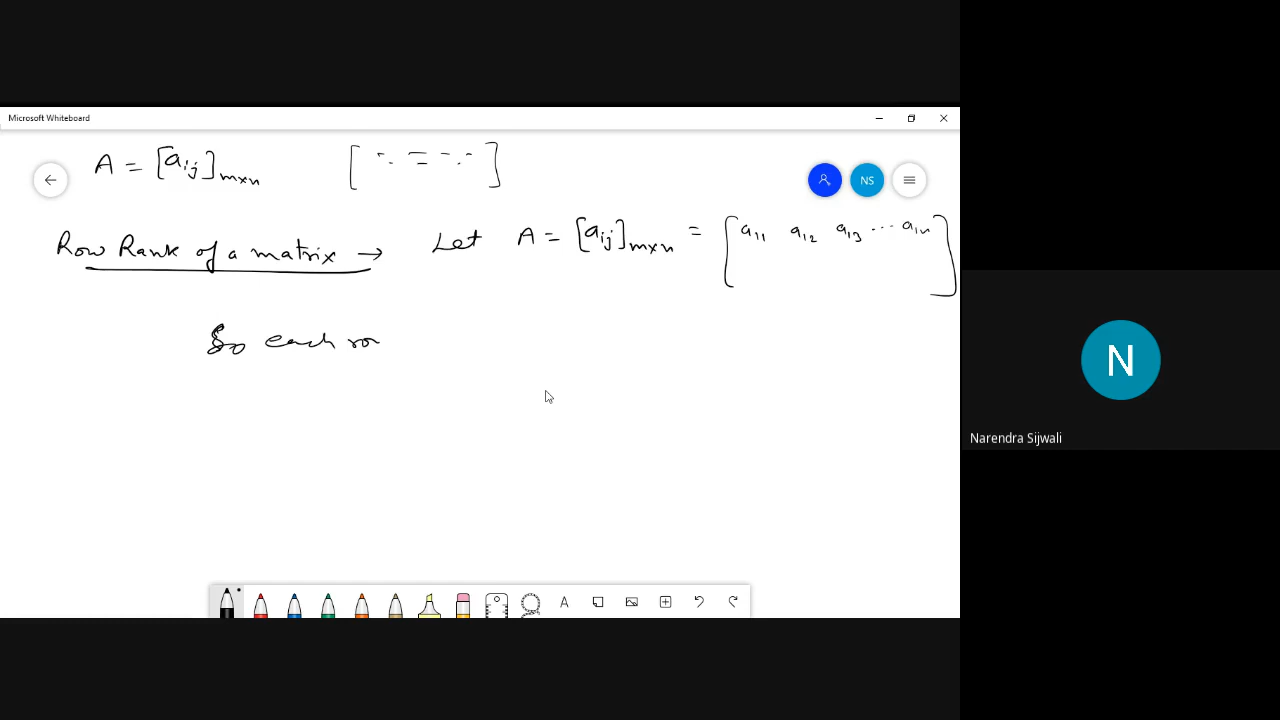 Microsoft Whiteboard
A = [aij]m×n [ ]
NS
Row Rank of a matrix → Let A = [aij]m×n = [a11 a12 a13 ... a1n]
So each ro
N
Narendra Sijwali
A